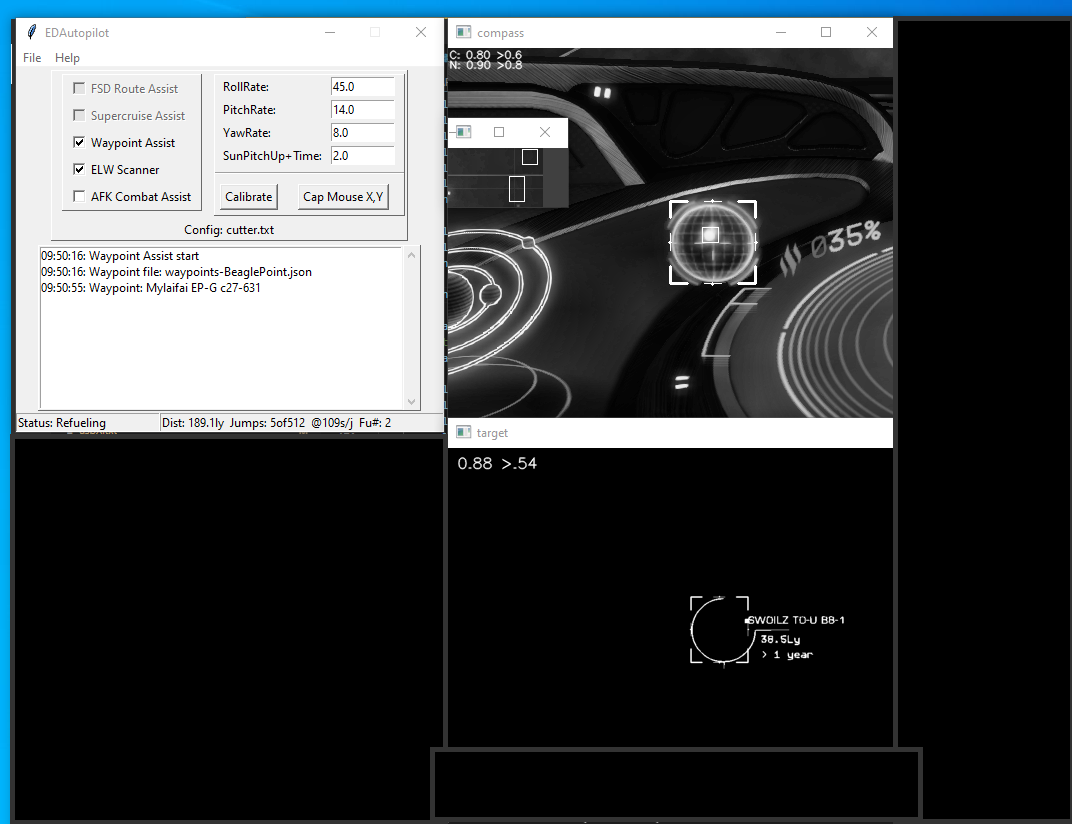 EDAutopilot
File Help
FSD Route Assist
Supercruise Assist
Waypoint Assist
ELW Scanner
AFK Combat Assist
RollRate: 45.0
PitchRate: 14.0
YawRate: 8.0
SunPitchUp+Time: 2.0
Calibrate Cap Mouse X,Y
Config: cutter.txt
09:50:16: Waypoint Assist start
09:50:16: Waypoint file: waypoints-BeaglePoint.json
09:50:55: Waypoint: Mylaifai EP-G c27-631
Status: Refueling Dist: 189.1ly Jumps: 5of512 @109s/j Fu#: 2
compass
C: 0.80 >0.6
N: 0.90 >0.8
035%
target
0.88 >.54
SWOILZ TO-U B8-1
38.5Ly
> 1 year